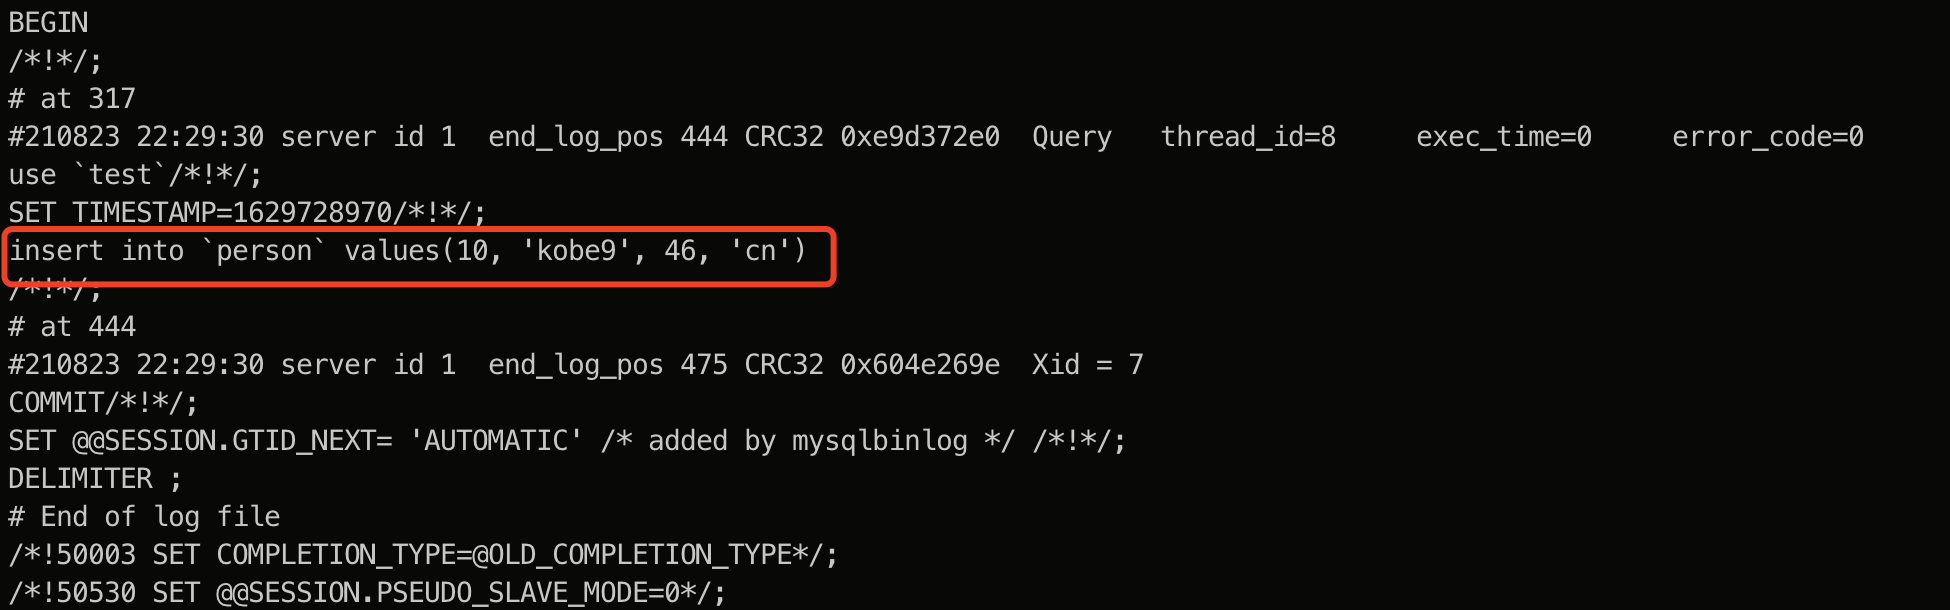 BEGIN
/*!*/;
# at 317
#210823 22:29:30 server id 1  end_log_pos 444 CRC32 0xe9d372e0  Query   thread_id=8     exec_time=0     error_code=0
use `test`/*!*/;
SET TIMESTAMP=1629728970/*!*/;
insert into `person` values(10, 'kobe9', 46, 'cn')
/*!*/;
# at 444
#210823 22:29:30 server id 1  end_log_pos 475 CRC32 0x604e269e  Xid = 7
COMMIT/*!*/;
SET @@SESSION.GTID_NEXT= 'AUTOMATIC' /* added by mysqlbinlog */ /*!*/;
DELIMITER ;
# End of log file
/*!50003 SET COMPLETION_TYPE=@OLD_COMPLETION_TYPE*/;
/*!50530 SET @@SESSION.PSEUDO_SLAVE_MODE=0*/;